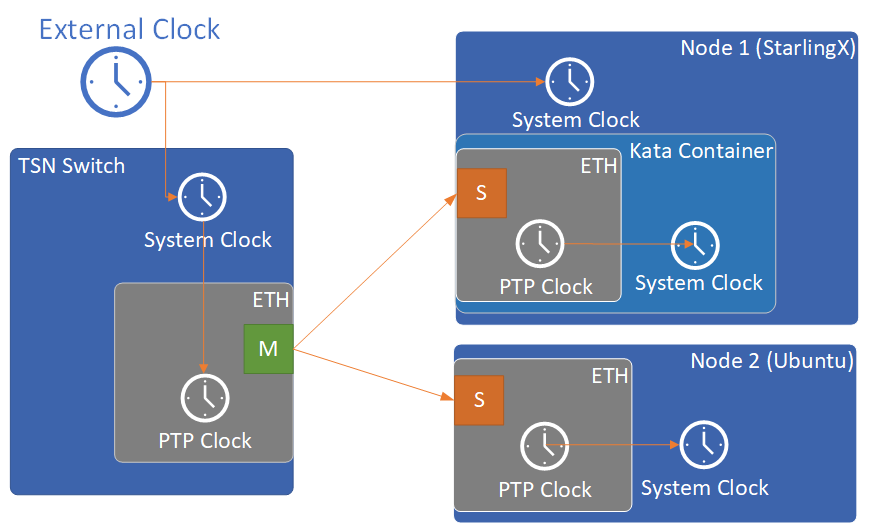 External Clock
Node 1 (StarlingX)
System Clock
TSN Switch
Kata Container
ETH
S
System Clock
PTP Clock
System Clock
ETH
M
PTP Clock
Node 2 (Ubuntu)
ETH
S
PTP Clock
System Clock